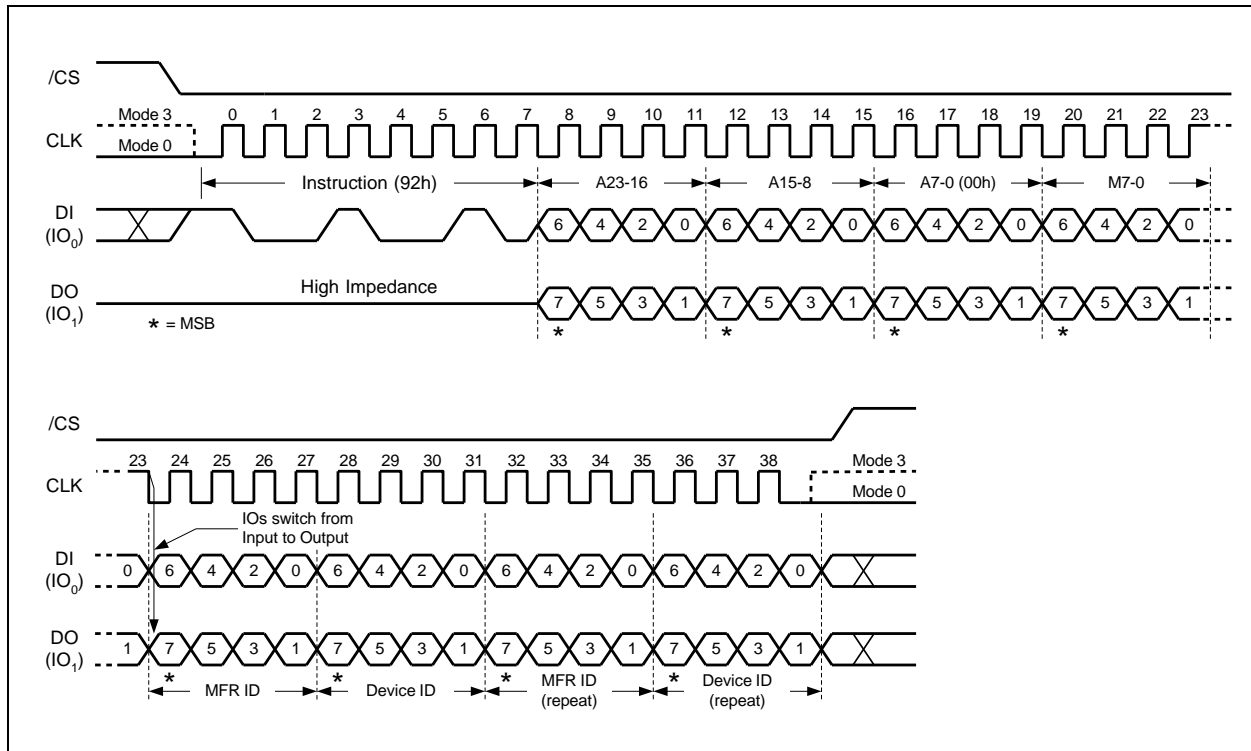 /CS
Mode 3 0 1 2 3 4 5 6 7 8 9 10 11 12 13 14 15 16 17 18 19 20 21 22 23
CLK Mode 0
Instruction (92h) A23-16 A15-8 A7-0 (00h) M7-0
DI
(IO0) 6 4 2 0 6 4 2 0 6 4 2 0 6 4 2 0
High Impedance
DO
(IO1) 7 5 3 1 7 5 3 1 7 5 3 1 7 5 3 1
* = MSB * * * *
/CS
23 24 25 26 27 28 29 30 31 32 33 34 35 36 37 38 Mode 3
CLK Mode 0
IOs switch from
Input to Output
DI
(IO0) 0 6 4 2 0 6 4 2 0 6 4 2 0 6 4 2 0
DO
(IO1) 1 7 5 3 1 7 5 3 1 7 5 3 1 7 5 3 1
* * * *
MFR ID Device ID MFR ID
(repeat) Device ID
(repeat)